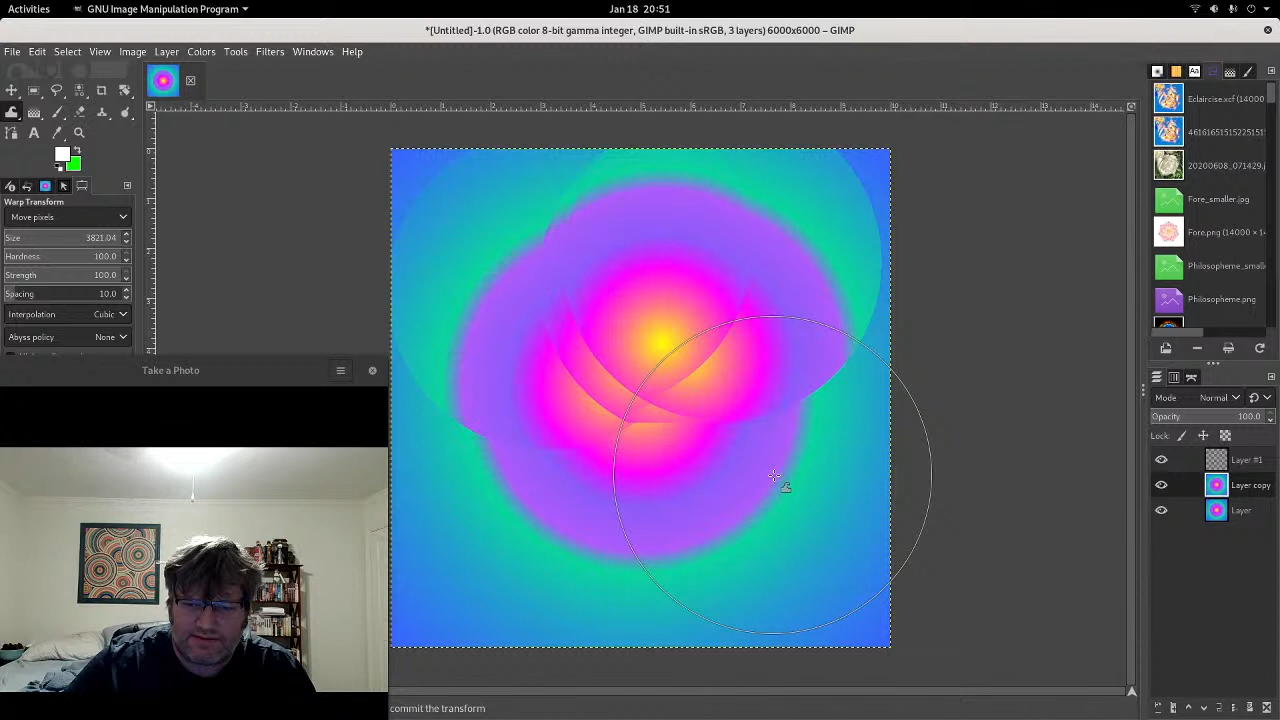 Activities
GNU Image Manipulation Program
Jan 18 20:51
*[Untitled]-1.0 (RGB color 8-bit gamma integer, GIMP built-in sRGB, 3 layers) 6000x6000 – GIMP
File Edit Select View Image Layer Colors Tools Filters Windows Help
Warp Transform
Move pixels
Size 3821.04
Hardness 100.0
Strength 100.0
Spacing 10.0
Interpolation Cubic
Abyss policy None
Take a Photo
commit the transform
Eclaircise.xcf (14000
20200608_071429.j
Fore_smaller.jpg
Fore.png (14000 ×
Philosopheme_small
Philosopheme.png
Mode Normal
Opacity 100.0
Lock:
Layer #1
Layer copy
Layer